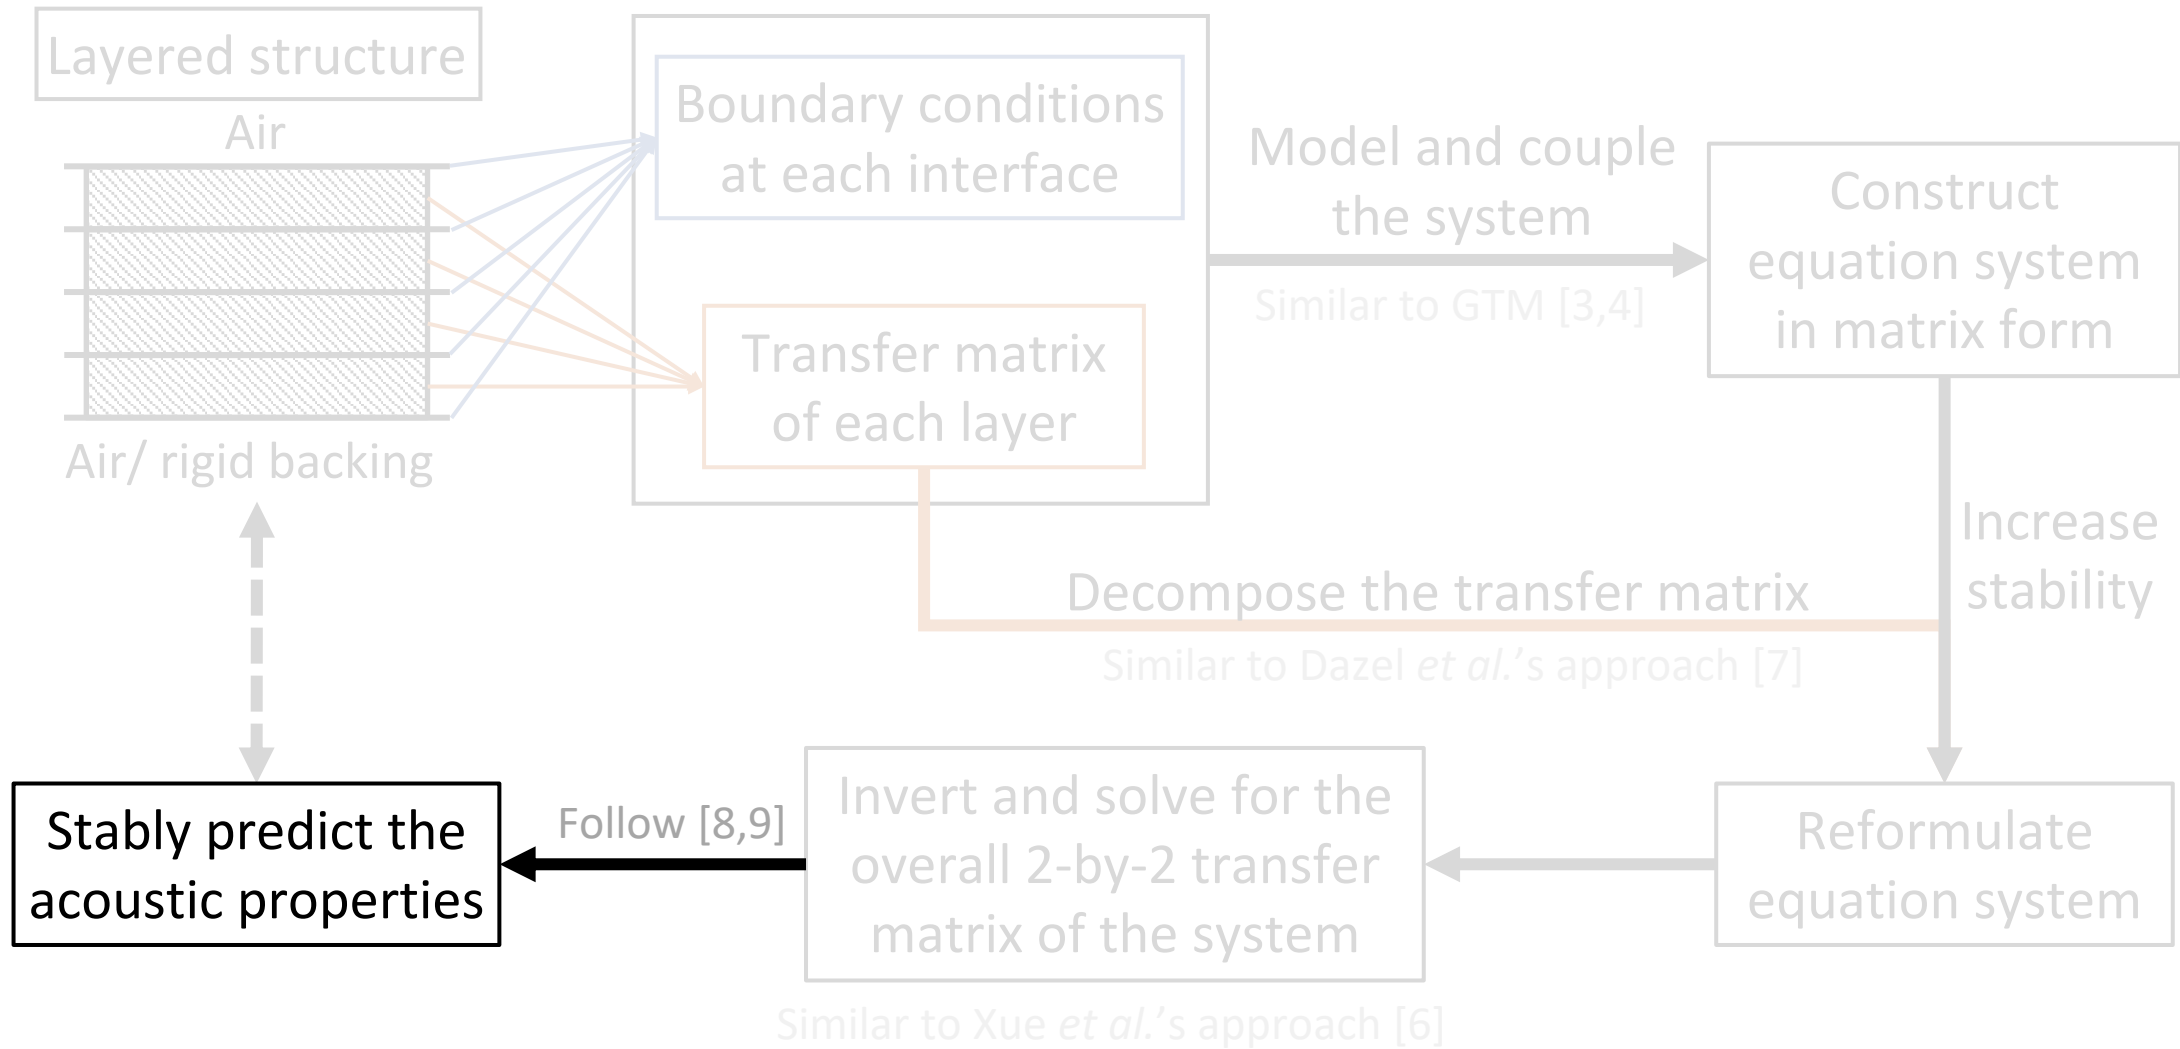 Layered structure
Air
Air/ rigid backing
Boundary conditions
at each interface
Transfer matrix
of each layer
Model and couple
the system
Similar to GTM [3,4]
Construct
equation system
in matrix form
Increase
stability
Decompose the transfer matrix
Similar to Dazel et al.’s approach [7]
Reformulate
equation system
Invert and solve for the
overall 2-by-2 transfer
matrix of the system
Similar to Xue et al.’s approach [6]
Follow [8,9]
Stably predict the
acoustic properties